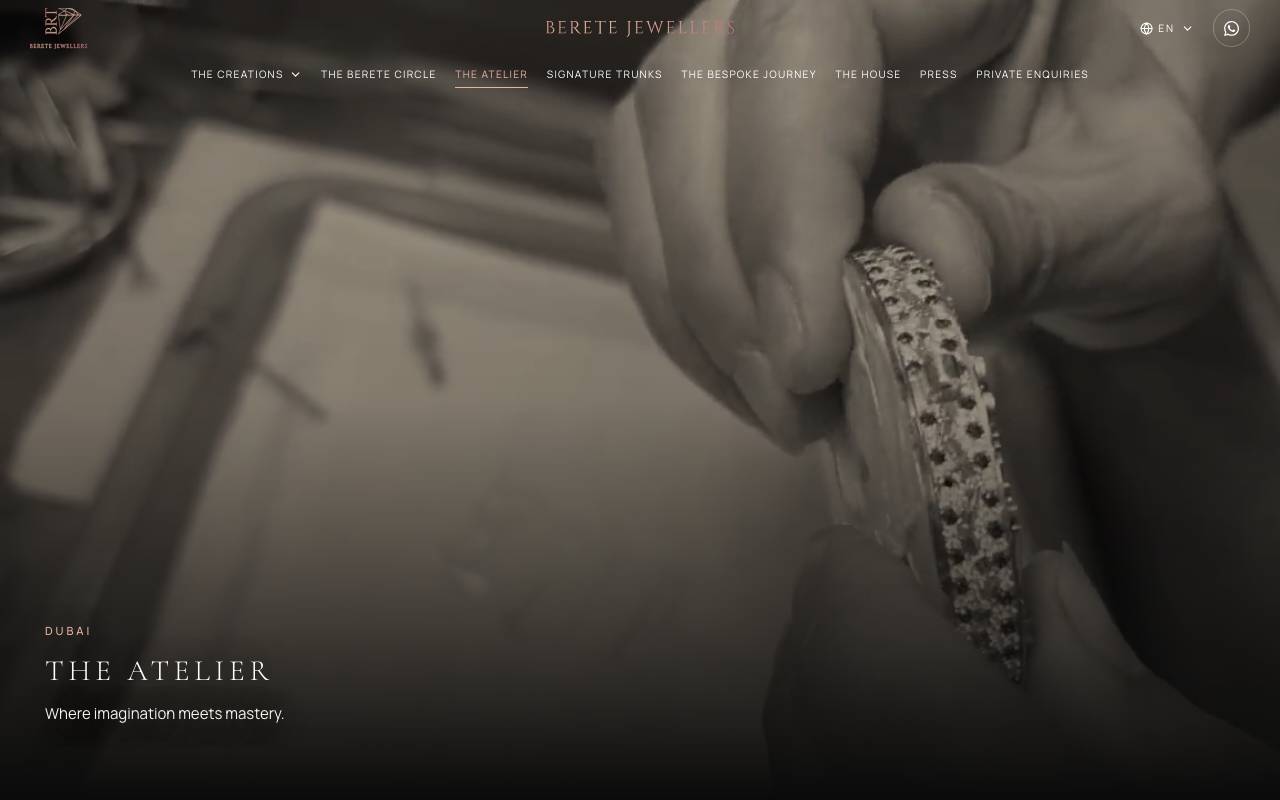 BRT
BERETE JEWELLERS
BERETE JEWELLERS
EN
THE CREATIONS
THE BERETE CIRCLE
THE ATELIER
SIGNATURE TRUNKS
THE BESPOKE JOURNEY
THE HOUSE
PRESS
PRIVATE ENQUIRIES
DUBAI
THE ATELIER
Where imagination meets mastery.